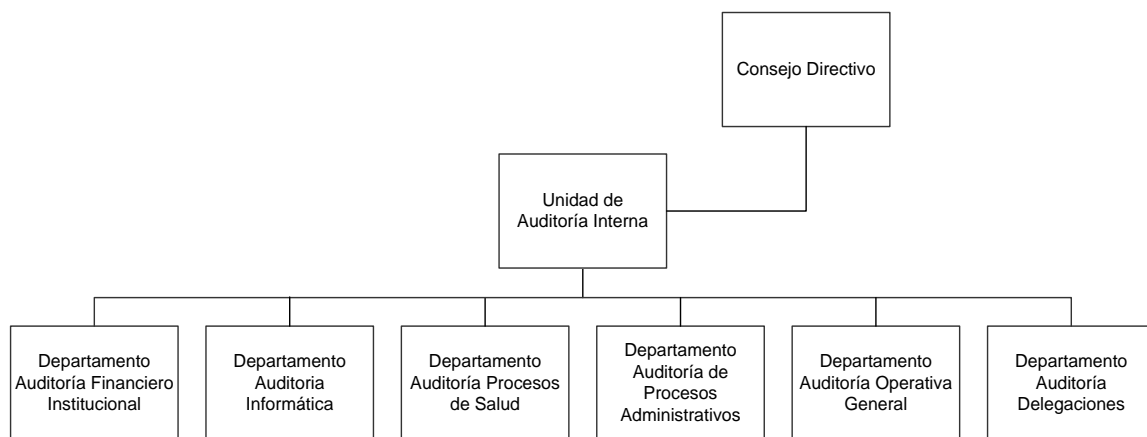 Consejo Directivo
Unidad de
Auditoría Interna
Departamento
Auditoría Financiero
Institucional
Departamento
Auditoria
Informática
Departamento
Auditoría Procesos
de Salud
Departamento
Auditoría de
Procesos
Administrativos
Departamento
Auditoría Operativa
General
Departamento
Auditoría
Delegaciones